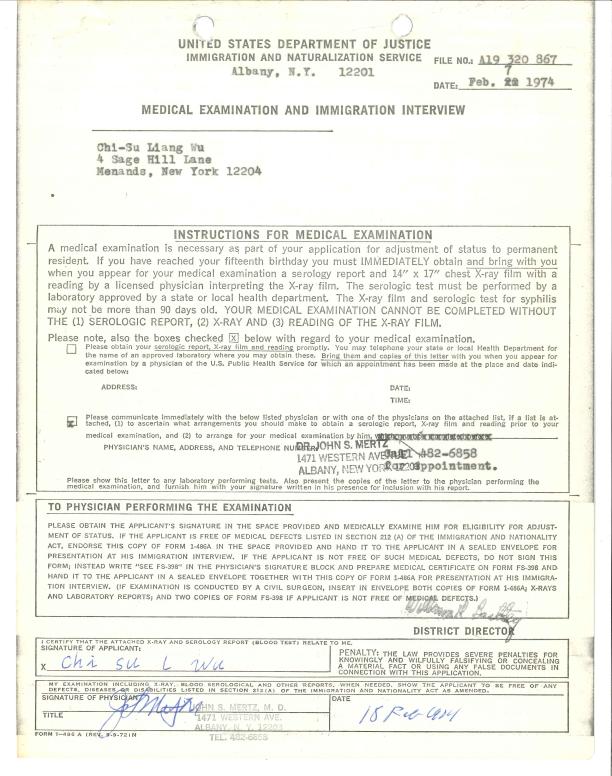 UNITED STATES DEPARTMENT OF JUSTICE
IMMIGRATION AND NATURALIZATION SERVICE
Albany, N.Y. 12201
FILE NO.: A19 320 867
7
DATE: Feb. 1974
MEDICAL EXAMINATION AND IMMIGRATION INTERVIEW
Chi-Su Liang Wu
4 Sage Hill Lane
Menands, New York 12204
INSTRUCTIONS FOR MEDICAL EXAMINATION
A medical examination is necessary as part of your application for adjustment of status to permanent
resident. If you have reached your fifteenth birthday you must IMMEDIATELY obtain and bring with you
when you appear for your medical examination a serology report and 14" x 17" chest X-ray film with a
reading by a licensed physician interpreting the X-ray film. The serologic test must be performed by a
laboratory approved by a state or local health department. The X-ray film and serologic test for syphilis
may not be more than 90 days old. YOUR MEDICAL EXAMINATION CANNOT BE COMPLETED WITHOUT
THE (1) SEROLOGIC REPORT, (2) X-RAY AND (3) READING OF THE X-RAY FILM.
Please note, also the boxes checked X below with regard to your medical examination.
Please obtain your serologic report, X-ray film and reading promptly. You may telephone your state or local Health Department for
the name of an approved laboratory where you may obtain these. Bring them and copies of this letter with you when you appear for
examination by a physician of the U.S. Public Health Service for which an appointment has been made at the place and date indi-
cated below:
ADDRESS:
DATE:
TIME:
X Please communicate immediately with the below listed physician or with one of the physicians on the attached list, if a list is at-
tached, (1) to ascertain what arrangements you should make to obtain a serologic report, X-ray film and reading prior to your
medical examination, and (2) to arrange for your medical examination by him,
PHYSICIAN'S NAME, ADDRESS, AND TELEPHONE NUMBER:
DR. JOHN S. MERTZ
1471 WESTERN AVENUE
ALBANY, NEW YORK 12203
Call 482-6858
for appointment.
Please show this letter to any laboratory performing tests. Also present the copies of the letter to the physician performing the
medical examination, and furnish him with your signature written in his presence for inclusion with his report.
TO PHYSICIAN PERFORMING THE EXAMINATION
PLEASE OBTAIN THE APPLICANT'S SIGNATURE IN THE SPACE PROVIDED AND MEDICALLY EXAMINE HIM FOR ELIGIBILITY FOR ADJUST-
MENT OF STATUS. IF THE APPLICANT IS FREE OF MEDICAL DEFECTS LISTED IN SECTION 212 (A) OF THE IMMIGRATION AND NATIONALITY
ACT, ENDORSE THIS COPY OF FORM I-486A IN THE SPACE PROVIDED AND HAND IT TO THE APPLICANT IN A SEALED ENVELOPE FOR
PRESENTATION AT HIS IMMIGRATION INTERVIEW. IF THE APPLICANT IS NOT FREE OF SUCH MEDICAL DEFECTS, DO NOT SIGN THIS
FORM; INSTEAD WRITE "SEE FS-398" IN THE PHYSICIAN'S SIGNATURE BLOCK AND PREPARE MEDICAL CERTIFICATE ON FORM FS-398 AND
HAND IT TO THE APPLICANT IN A SEALED ENVELOPE TOGETHER WITH THIS COPY OF FORM I-486A FOR PRESENTATION AT HIS IMMIGRA-
TION INTERVIEW. (IF EXAMINATION IS CONDUCTED BY A CIVIL SURGEON, INSERT IN ENVELOPE BOTH COPIES OF FORM I-486A; X-RAYS
AND LABORATORY REPORTS; AND TWO COPIES OF FORM FS-398 IF APPLICANT IS NOT FREE OF MEDICAL DEFECTS.)
DISTRICT DIRECTOR
I CERTIFY THAT THE ATTACHED X-RAY AND SEROLOGY REPORT (BLOOD TEST) RELATE TO ME.
SIGNATURE OF APPLICANT:
X Chi su L Wu
PENALTY: THE LAW PROVIDES SEVERE PENALTIES FOR
KNOWINGLY AND WILFULLY FALSIFYING OR CONCEALING
A MATERIAL FACT OR USING ANY FALSE DOCUMENTS IN
CONNECTION WITH THIS APPLICATION.
MY EXAMINATION INCLUDING X-RAY, BLOOD SEROLOGICAL AND OTHER REPORTS, WHEN NEEDED, SHOW THE APPLICANT TO BE FREE OF ANY
DEFECTS, DISEASES OR DISABILITIES LISTED IN SECTION 212 (A) OF THE IMMIGRATION AND NATIONALITY ACT AS AMENDED.
SIGNATURE OF PHYSICIAN:
TITLE
JOHN S. MERTZ, M. D.
1471 WESTERN AVE.
ALBANY, N. Y. 12203
TEL. 482-6858
DATE
18
FORM I-486 A (REV. 9-9-72)N